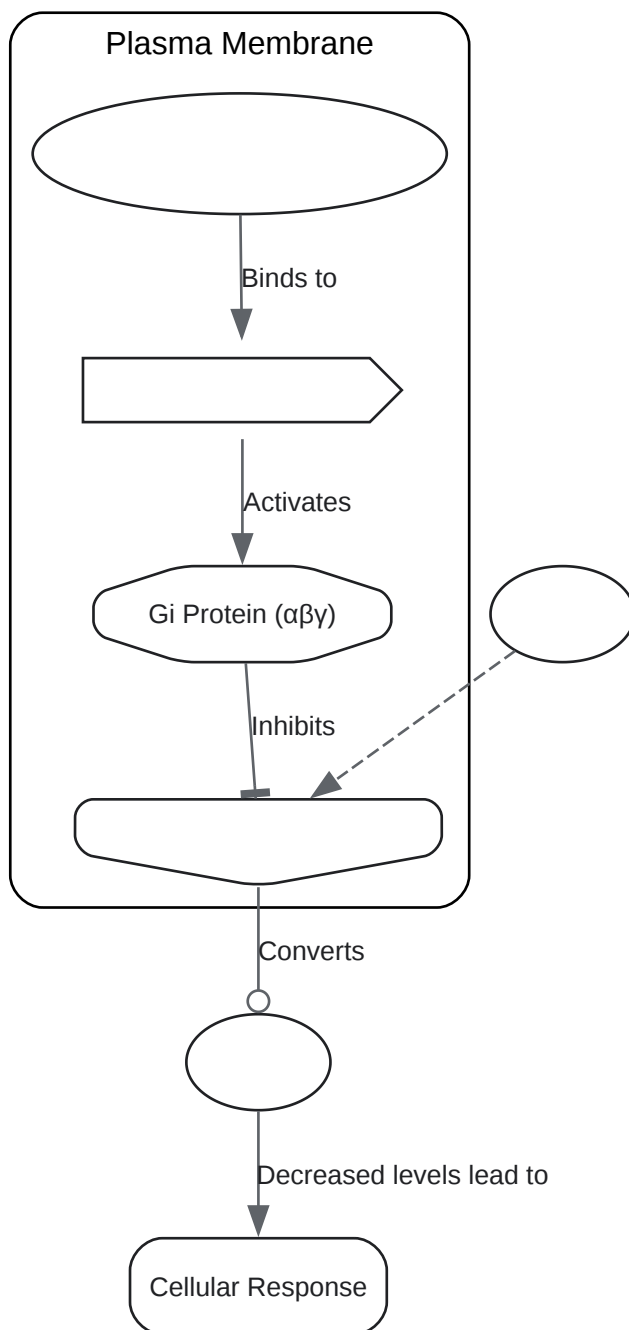 Plasma Membrane
Binds to
Activates
Gi Protein (αβγ)
Inhibits
Converts
Decreased levels lead to
Cellular Response